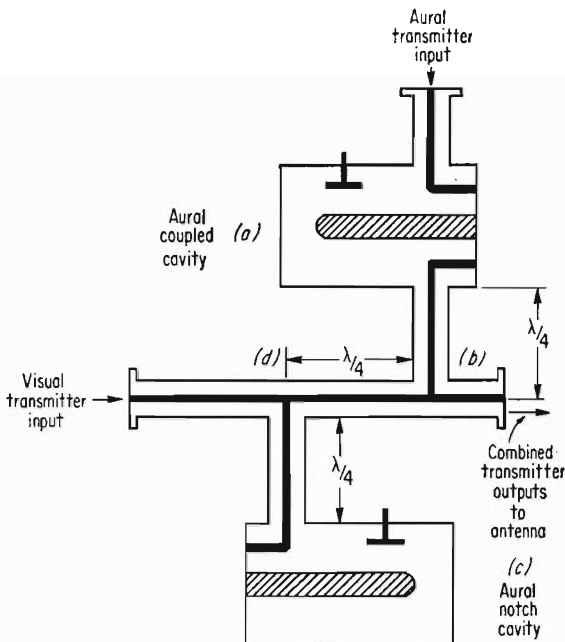 Aural
transmitter
input
Aural
coupled
cavity
(a)
λ/4
(b)
(d)
λ/4
Visual
transmitter
input
λ/4
Combined
transmitter
outputs
to
antenna
(c)
Aural
notch
cavity